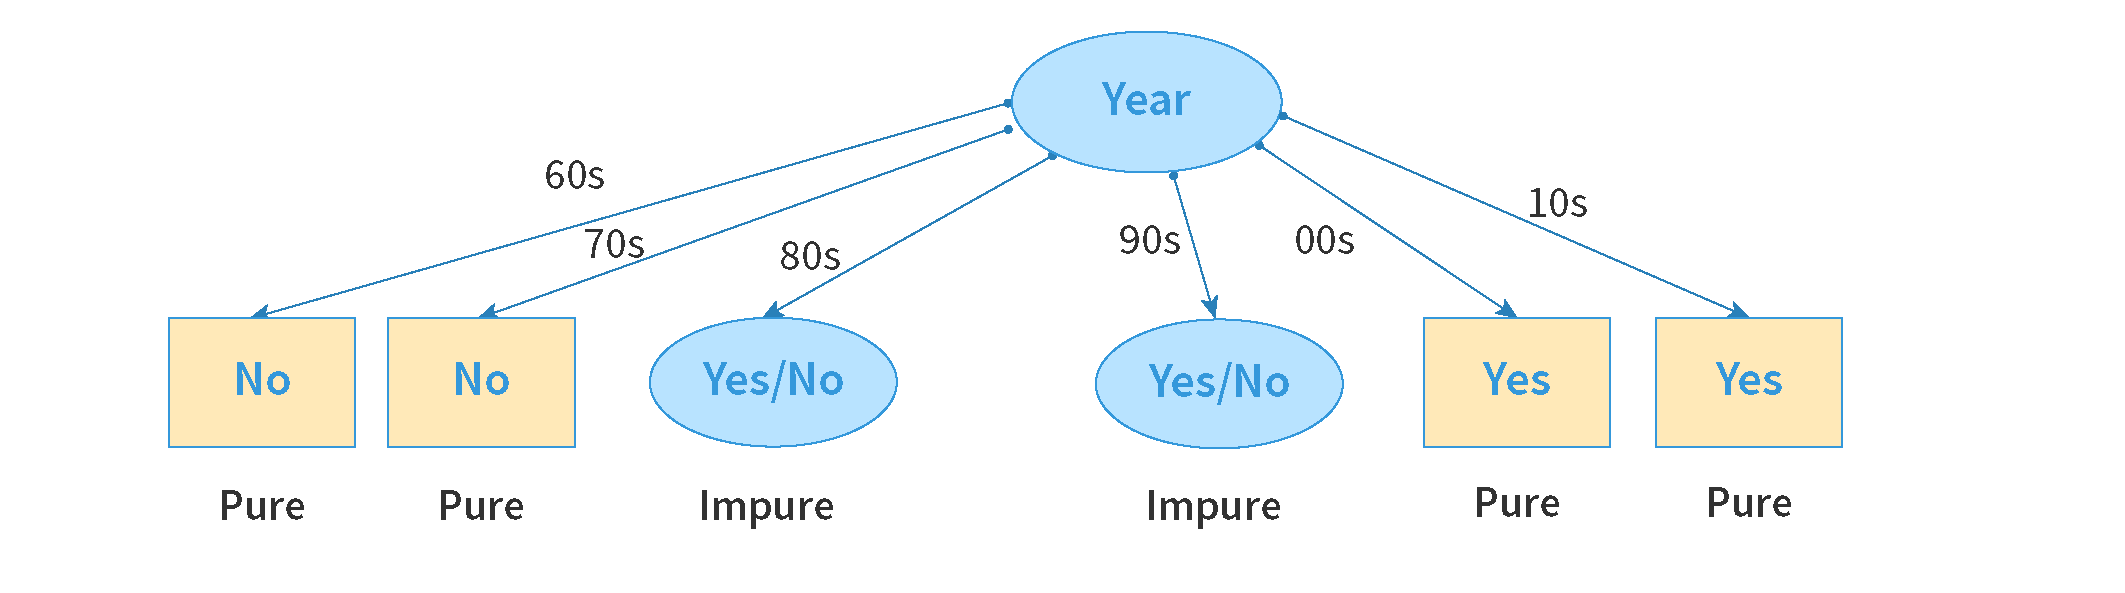 Year
60s
70s
80s
90s
00s
10s
No
No
Yes/No
Yes/No
Yes
Yes
Pure
Pure
Impure
Impure
Pure
Pure